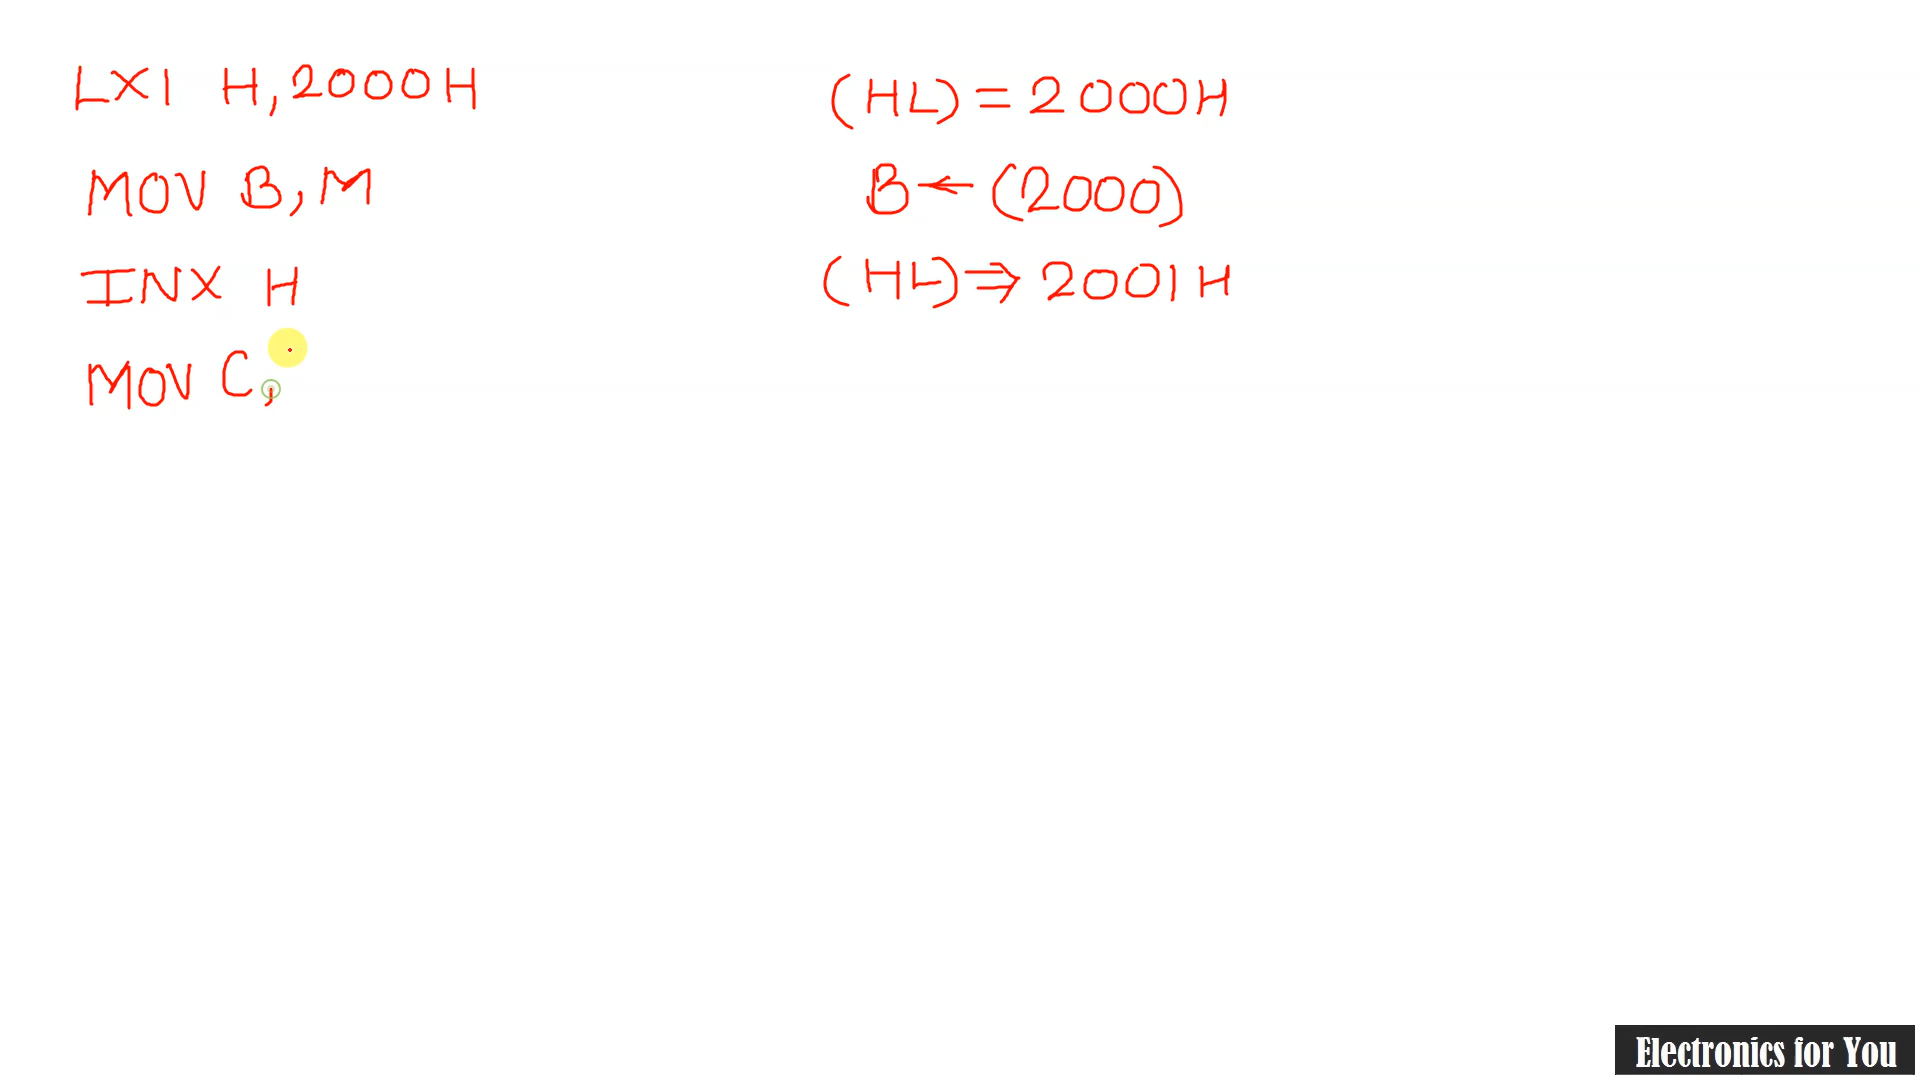 LXI H, 2000H
(HL) = 2000H
MOV B, M
B ← (2000)
INX H
(HL) ⇒ 2001H
MOV C,
Electronics for You